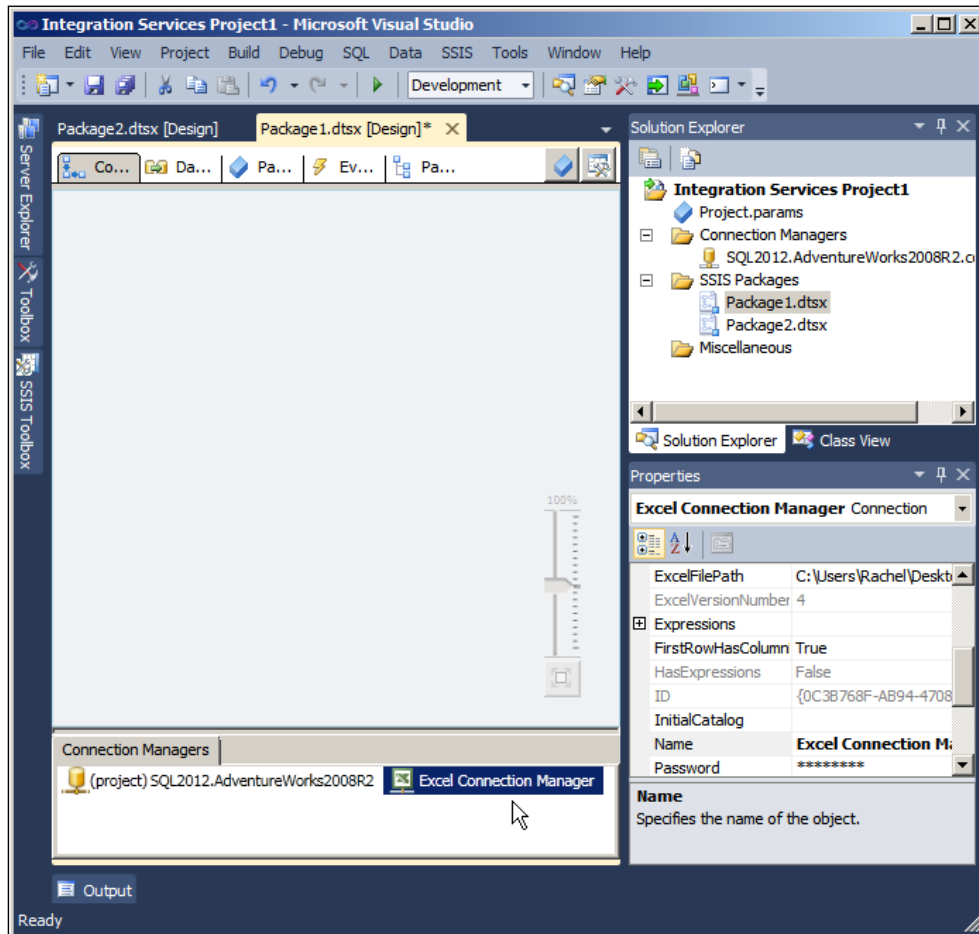 Integration Services Project1 - Microsoft Visual Studio
File Edit View Project Build Debug SQL Data SSIS Tools Window Help
Development
Server Explorer
Toolbox
SSIS Toolbox
Package2.dtsx [Design] Package1.dtsx [Design]*
Co... Da... Pa... Ev... Pa...
100%
Connection Managers
(project) SQL2012.AdventureWorks2008R2 Excel Connection Manager
Solution Explorer
Integration Services Project1
Project.params
Connection Managers
SQL2012.AdventureWorks2008R2.c
SSIS Packages
Package1.dtsx
Package2.dtsx
Miscellaneous
Solution Explorer Class View
Properties
Excel Connection Manager Connection
ExcelFilePath C:\Users\Rachel\Deskt
ExcelVersionNumber 4
Expressions
FirstRowHasColumn True
HasExpressions False
ID {0C3B768F-AB94-4708
InitialCatalog
Name Excel Connection Ma
Password ********
Name
Specifies the name of the object.
Output
Ready